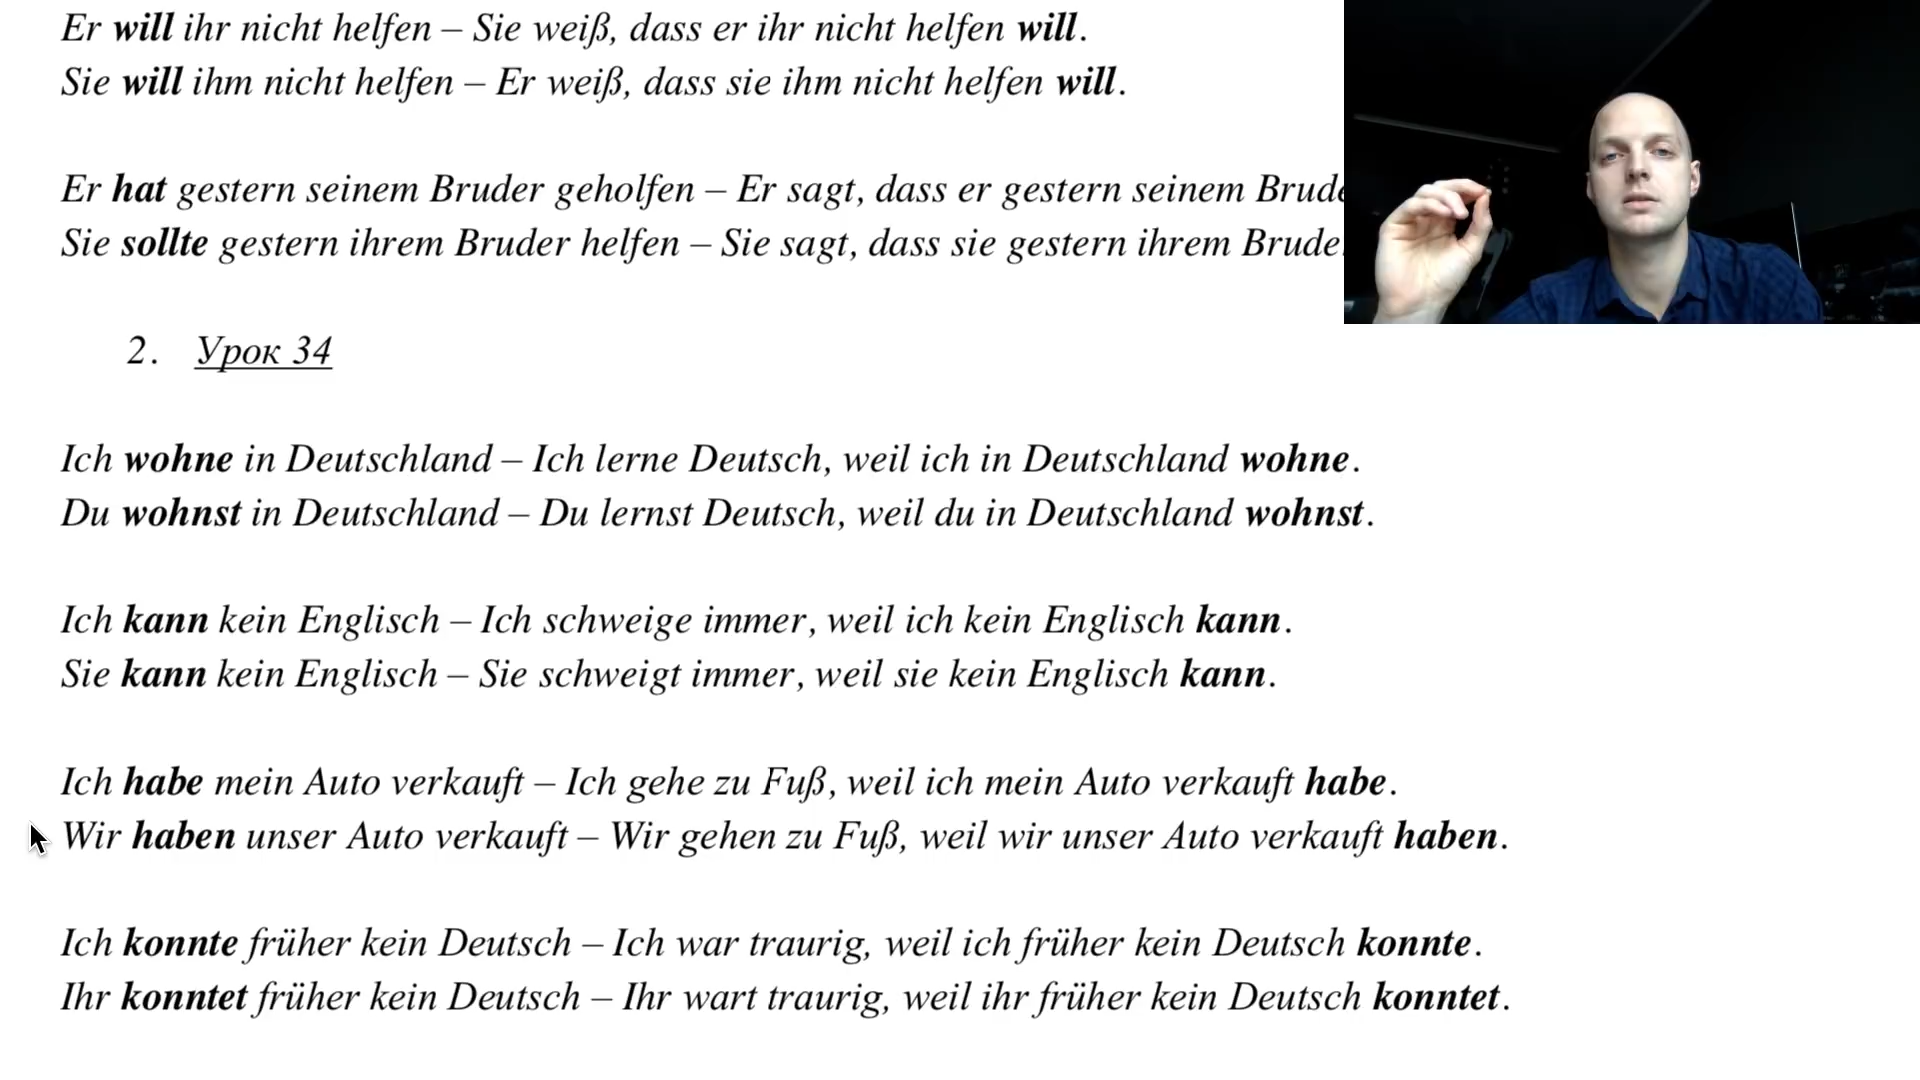 Er will ihr nicht helfen – Sie weiß, dass er ihr nicht helfen will.
Sie will ihm nicht helfen – Er weiß, dass sie ihm nicht helfen will.
Er hat gestern seinem Bruder geholfen – Er sagt, dass er gestern seinem
Sie sollte gestern ihrem Bruder helfen – Sie sagt, dass sie gestern ihrem
2. Урок 34
Ich wohne in Deutschland – Ich lerne Deutsch, weil ich in Deutschland wohne.
Du wohnst in Deutschland – Du lernst Deutsch, weil du in Deutschland wohnst.
Ich kann kein Englisch – Ich schweige immer, weil ich kein Englisch kann.
Sie kann kein Englisch – Sie schweigt immer, weil sie kein Englisch kann.
Ich habe mein Auto verkauft – Ich gehe zu Fuß, weil ich mein Auto verkauft habe.
Wir haben unser Auto verkauft – Wir gehen zu Fuß, weil wir unser Auto verkauft haben.
Ich konnte früher kein Deutsch – Ich war traurig, weil ich früher kein Deutsch konnte.
Ihr konntet früher kein Deutsch – Ihr wart traurig, weil ihr früher kein Deutsch konntet.